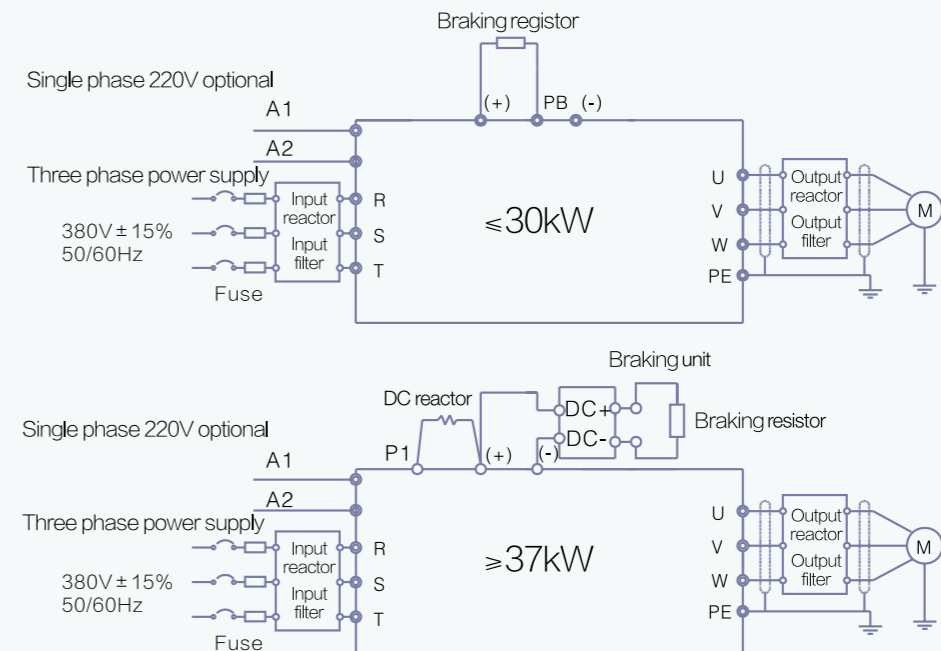 Braking registor
Single phase 220V optional
A1
(+) PB (-)
A2
Three phase power supply
R
Input
reactor
380V ± 15%
50/60Hz
S
Input
filter
T
Fuse
≤30kW
U
V
W
PE
Output
reactor
Output
filter
M
Braking unit
DC reactor
DC+
DC-
Braking resistor
Single phase 220V optional
P1 (+) (-)
A1
A2
Three phase power supply
R
Input
reactor
380V ± 15%
50/60Hz
S
Input
filter
T
Fuse
≥37kW
U
V
W
PE
Output
reactor
Output
filter
M